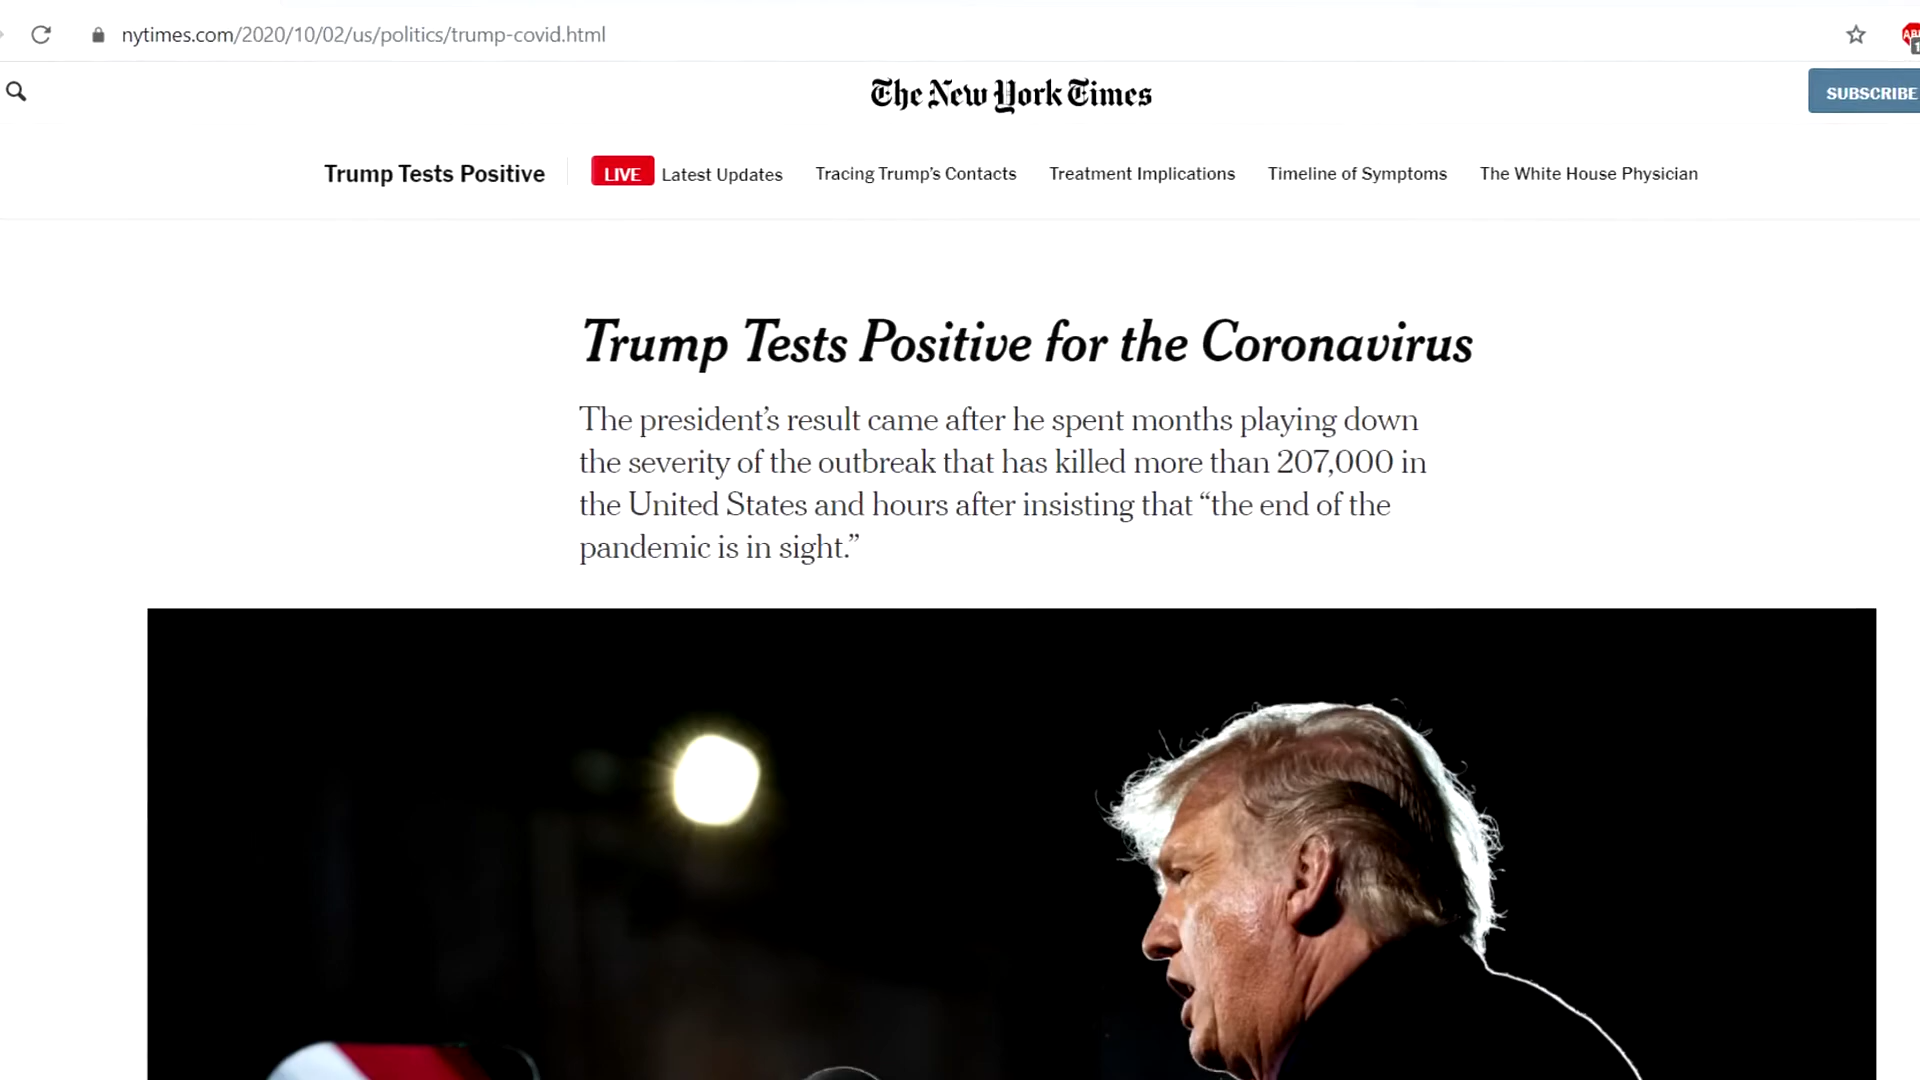 nytimes.com/2020/10/02/us/politics/trump-covid.html
The New York Times
SUBSCRIBE
Trump Tests Positive LIVE Latest Updates Tracing Trump’s Contacts Treatment Implications Timeline of Symptoms The White House Physician
Trump Tests Positive for the Coronavirus
The president’s result came after he spent months playing down
the severity of the outbreak that has killed more than 207,000 in
the United States and hours after insisting that “the end of the
pandemic is in sight.”